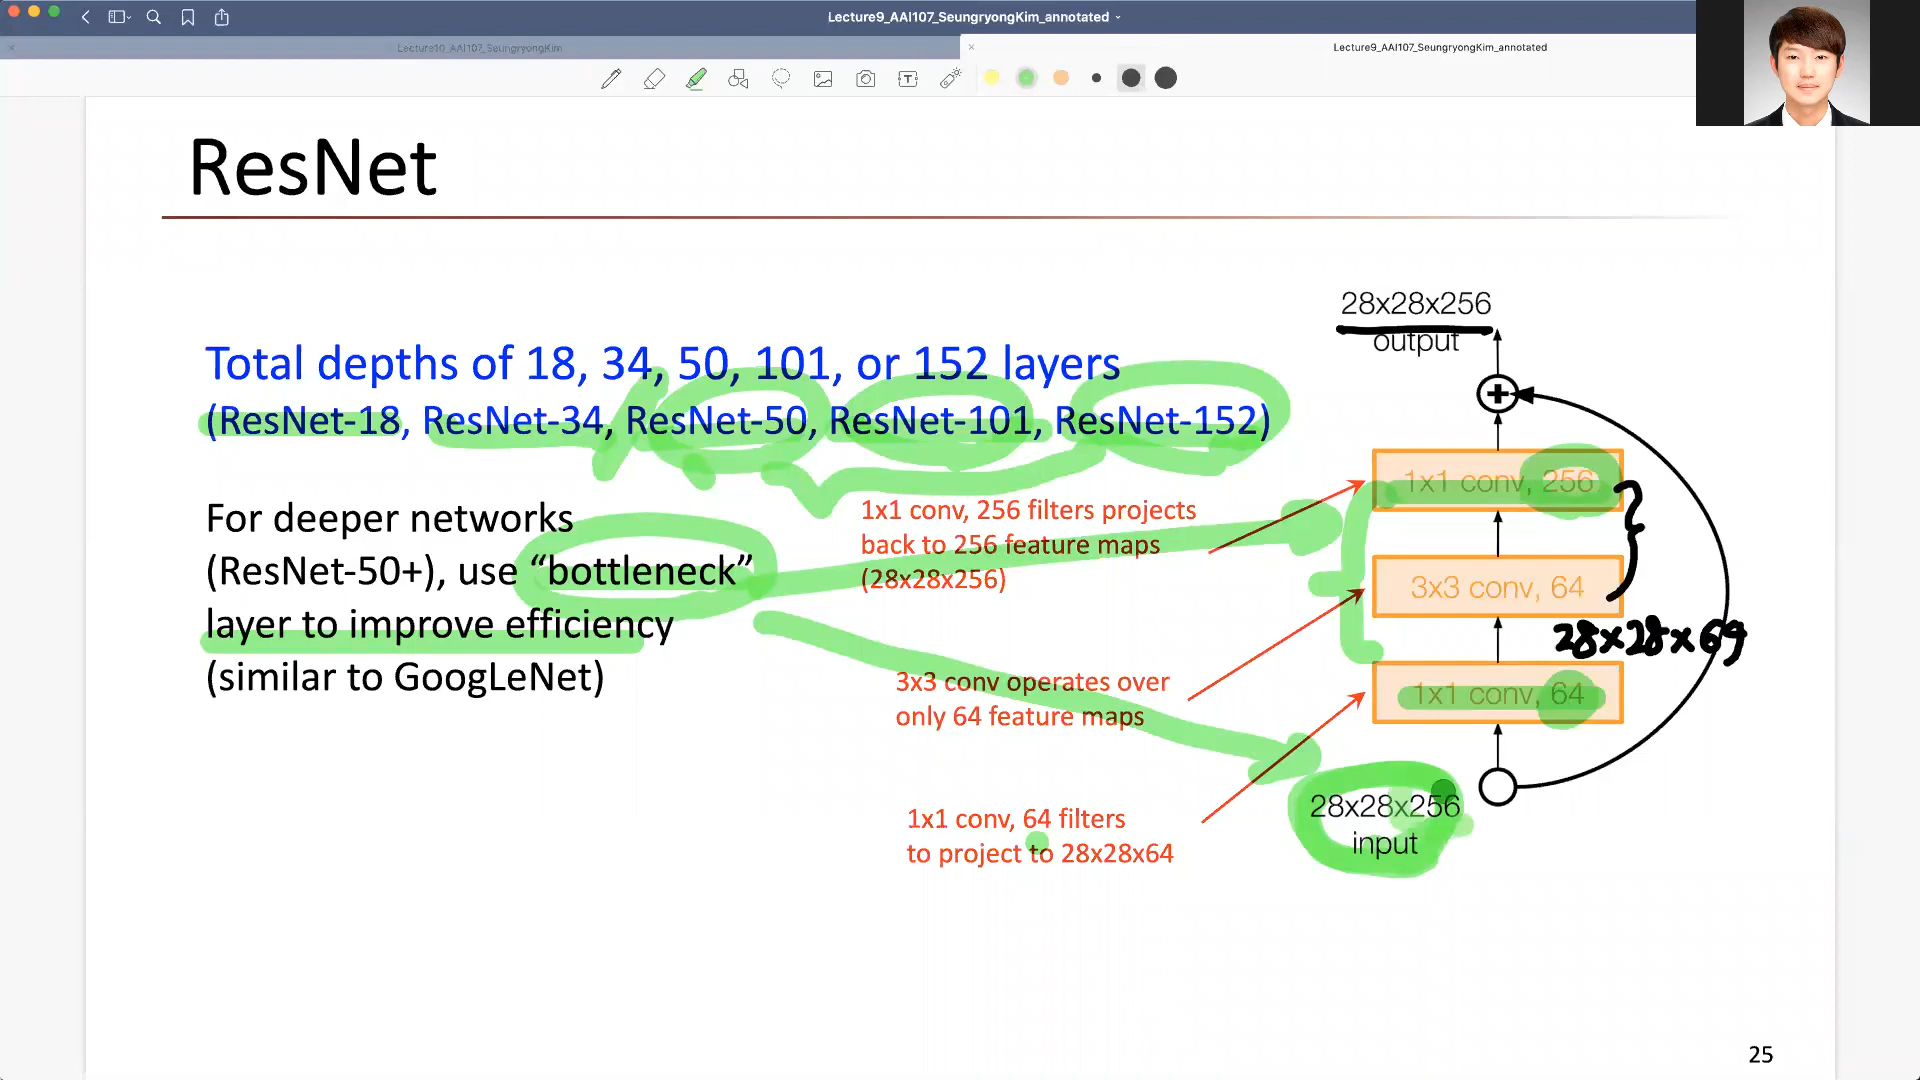 Lecture9_AAI107_SeungryongKim_annotated
Lecture10_AAI107_SeungryongKim
Lecture9_AAI107_SeungryongKim_annotated
ResNet
Total depths of 18, 34, 50, 101, or 152 layers
(ResNet-18, ResNet-34, ResNet-50, ResNet-101, ResNet-152)
For deeper networks
(ResNet-50+), use “bottleneck”
layer to improve efficiency
(similar to GoogLeNet)
1x1 conv, 256 filters projects
back to 256 feature maps
(28x28x256)
3x3 conv operates over
only 64 feature maps
1x1 conv, 64 filters
to project to 28x28x64
28x28x256
output
1x1 conv, 256
3x3 conv, 64
28x28x64
1x1 conv, 64
28x28x256
input
25